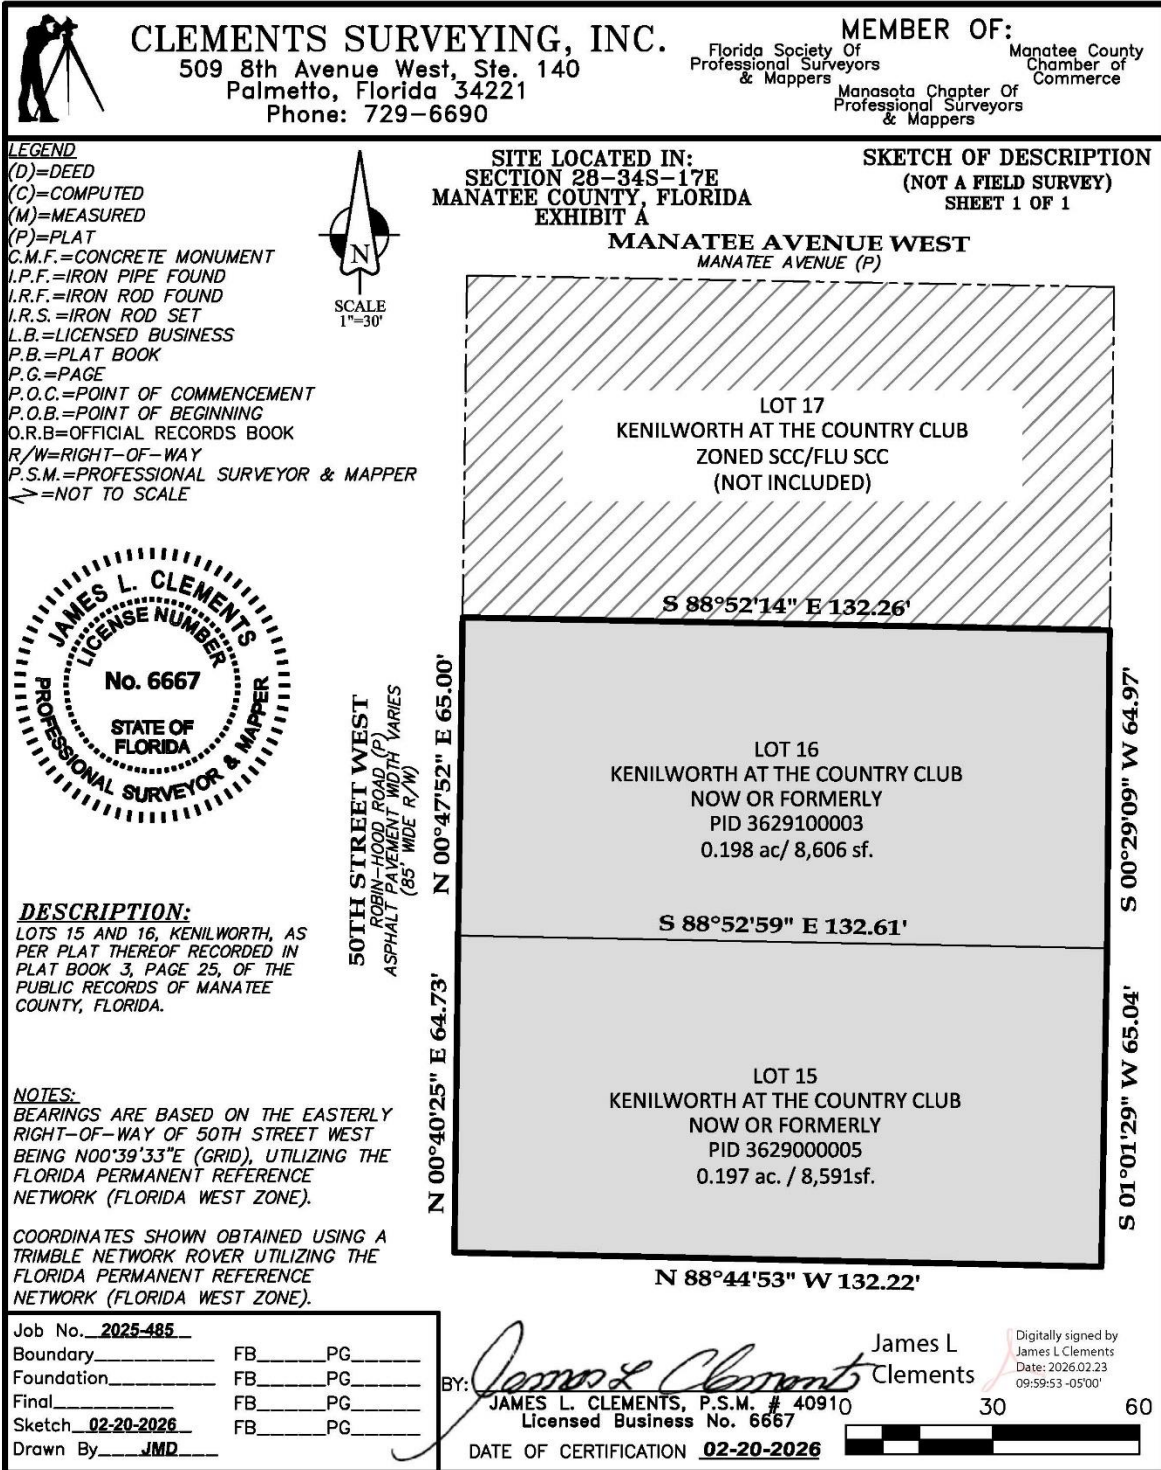 CLEMENTS SURVEYING, INC.
509 8th Avenue West, Ste. 140
Palmetto, Florida 34221
Phone: 729-6690
MEMBER OF:
Florida Society Of
Professional Surveyors
& Mappers
Manatee County
Chamber of
Commerce
Manasota Chapter Of
Professional Surveyors
& Mappers
LEGEND
(D)=DEED
(C)=COMPUTED
(M)=MEASURED
(P)=PLAT
C.M.F.=CONCRETE MONUMENT
I.P.F.=IRON PIPE FOUND
I.R.F.=IRON ROD FOUND
I.R.S.=IRON ROD SET
L.B.=LICENSED BUSINESS
P.B.=PLAT BOOK
P.G.=PAGE
P.O.C.=POINT OF COMMENCEMENT
P.O.B.=POINT OF BEGINNING
O.R.B=OFFICIAL RECORDS BOOK
R/W=RIGHT-OF-WAY
P.S.M.=PROFESSIONAL SURVEYOR & MAPPER
=NOT TO SCALE
N
SCALE
1"=30'
SITE LOCATED IN:
SECTION 28-34S-17E
MANATEE COUNTY, FLORIDA
EXHIBIT A
SKETCH OF DESCRIPTION
(NOT A FIELD SURVEY)
SHEET 1 OF 1
MANATEE AVENUE WEST
MANATEE AVENUE (P)
LOT 17
KENILWORTH AT THE COUNTRY CLUB
ZONED SCC/FLU SCC
(NOT INCLUDED)
S 88°52'14" E 132.26'
JAMES L. CLEMENTS
LICENSE NUMBER
No. 6667
STATE OF
FLORIDA
PROFESSIONAL SURVEYOR & MAPPER
50TH STREET WEST
ROBIN-HOOD ROAD (P)
ASPHALT PAVEMENT WIDTH VARIES
(85' WIDE R/W)
N 00°47'52" E 65.00'
LOT 16
KENILWORTH AT THE COUNTRY CLUB
NOW OR FORMERLY
PID 3629100003
0.198 ac/ 8,606 sf.
S 00°29'09" W 64.97'
S 88°52'59" E 132.61'
N 00°40'25" E 64.73'
LOT 15
KENILWORTH AT THE COUNTRY CLUB
NOW OR FORMERLY
PID 3629000005
0.197 ac. / 8,591sf.
S 01°01'29" W 65.04'
N 88°44'53" W 132.22'
DESCRIPTION:
LOTS 15 AND 16, KENILWORTH, AS
PER PLAT THEREOF RECORDED IN
PLAT BOOK 3, PAGE 25, OF THE
PUBLIC RECORDS OF MANATEE
COUNTY, FLORIDA.
NOTES:
BEARINGS ARE BASED ON THE EASTERLY
RIGHT-OF-WAY OF 50TH STREET WEST
BEING N00°39'33"E (GRID), UTILIZING THE
FLORIDA PERMANENT REFERENCE
NETWORK (FLORIDA WEST ZONE).
COORDINATES SHOWN OBTAINED USING A
TRIMBLE NETWORK ROVER UTILIZING THE
FLORIDA PERMANENT REFERENCE
NETWORK (FLORIDA WEST ZONE).
Job No. 2025-485
Boundary__________ FB______PG______
Foundation_________ FB______PG______
Final__________ FB______PG______
Sketch 02-20-2026 FB______PG______
Drawn By JMD
BY: James L Clements
JAMES L. CLEMENTS, P.S.M. # 4091
Licensed Business No. 6667
DATE OF CERTIFICATION 02-20-2026
James L
Clements
Digitally signed by
James L Clements
Date: 2026.02.23
09:59:53 -05'00'
0 30 60